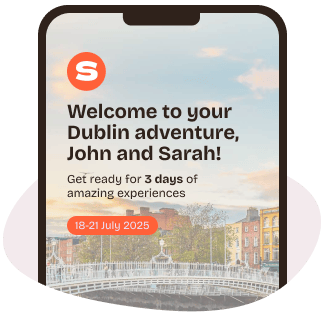 S
Welcome to your
Dublin adventure,
John and Sarah!
Get ready for 3 days of
amazing experiences
18-21 July 2025